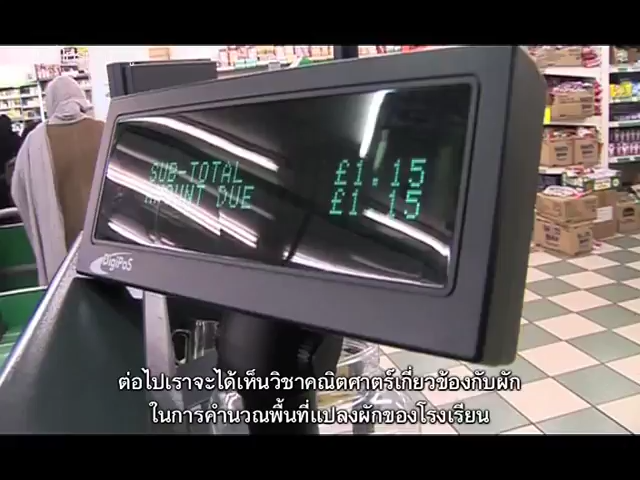 SUB-TOTAL £1.15
AMOUNT DUE £1.15
DigiPoS
ต่อไปเราจะได้เห็นวิชาคณิตศาตร์เกี่ยวข้องกับผัก
ในการคำนวณพื้นที่แปลงผักของโรงเรียน